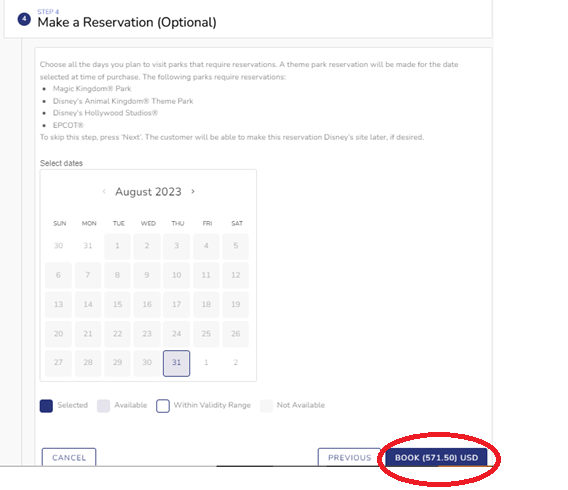 4
STEP 4
Make a Reservation (Optional)
Choose all the days you plan to visit parks that require reservations. A theme park reservation will be made for the date
selected at time of purchase. The following parks require reservations:
• Magic Kingdom® Park
• Disney's Animal Kingdom® Theme Park
• Disney's Hollywood Studios®
• EPCOT®
To skip this step, press 'Next'. The customer will be able to make this reservation Disney's site later, if desired.
Select dates
‹ August 2023 ›
SUN MON TUE WED THU FRI SAT
30 31 1 2 3 4 5
6 7 8 9 10 11 12
13 14 15 16 17 18 19
20 21 22 23 24 25 26
27 28 29 30 31 1 2
Selected Available Within Validity Range Not Available
CANCEL PREVIOUS BOOK (571.50) USD